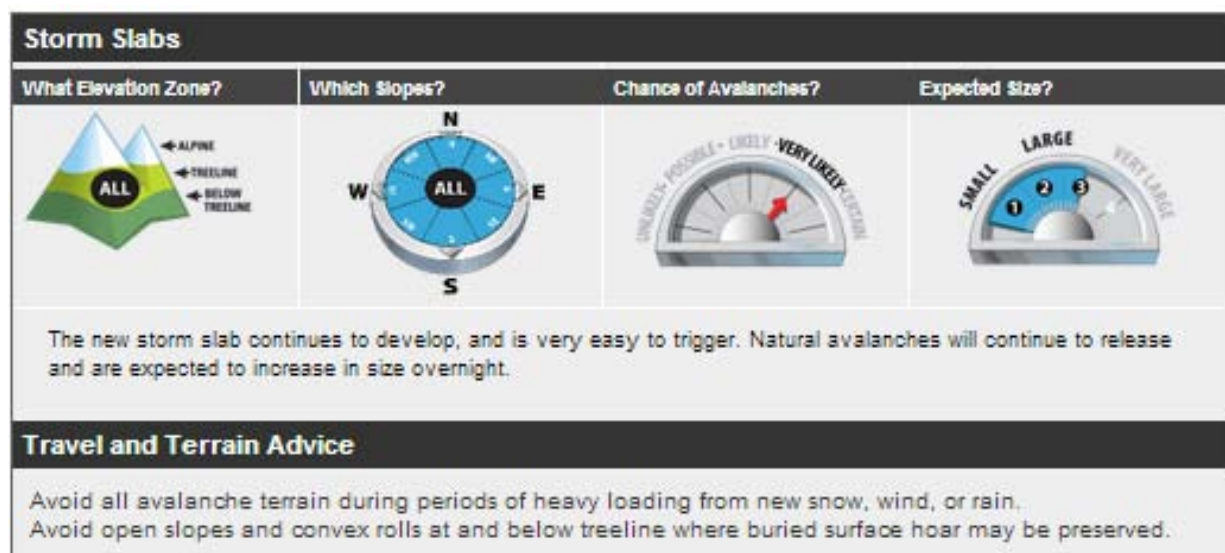 Storm Slabs
What Elevation Zone? Which Slopes? Chance of Avalanches? Expected Size?
ALPINE
TREELINE
BELOW
TREELINE
ALL
N
W
ALL
E
S
UNLIKELY POSSIBLE LIKELY VERY LIKELY CERTAIN
SMALL LARGE VERY LARGE
1 2 3
The new storm slab continues to develop, and is very easy to trigger. Natural avalanches will continue to release
and are expected to increase in size overnight.
Travel and Terrain Advice
Avoid all avalanche terrain during periods of heavy loading from new snow, wind, or rain.
Avoid open slopes and convex rolls at and below treeline where buried surface hoar may be preserved.